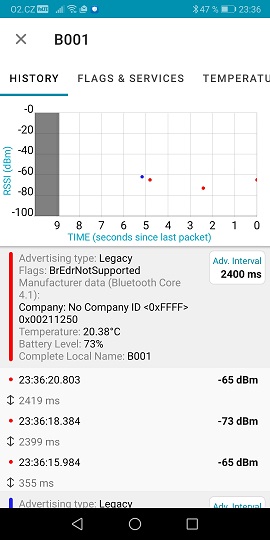 O2.CZ 47 % 23:36
B001
HISTORY FLAGS & SERVICES TEMPERATU
-0
-20
-40
-60
-80
-100
RSSI (dBm)
9 8 7 6 5 4 3 2 1 0
TIME (seconds since last packet)
Advertising type: Legacy
Flags: BrEdrNotSupported
Manufacturer data (Bluetooth Core
4.1):
Company: No Company ID <0xFFFF>
0x00211250
Temperature: 20.38°C
Battery Level: 73%
Complete Local Name: B001
Adv. Interval
2400 ms
23:36:20.803 -65 dBm
2419 ms
23:36:18.384 -73 dBm
2399 ms
23:36:15.984 -65 dBm
355 ms
Advertising type: Legacy
Adv. Interval